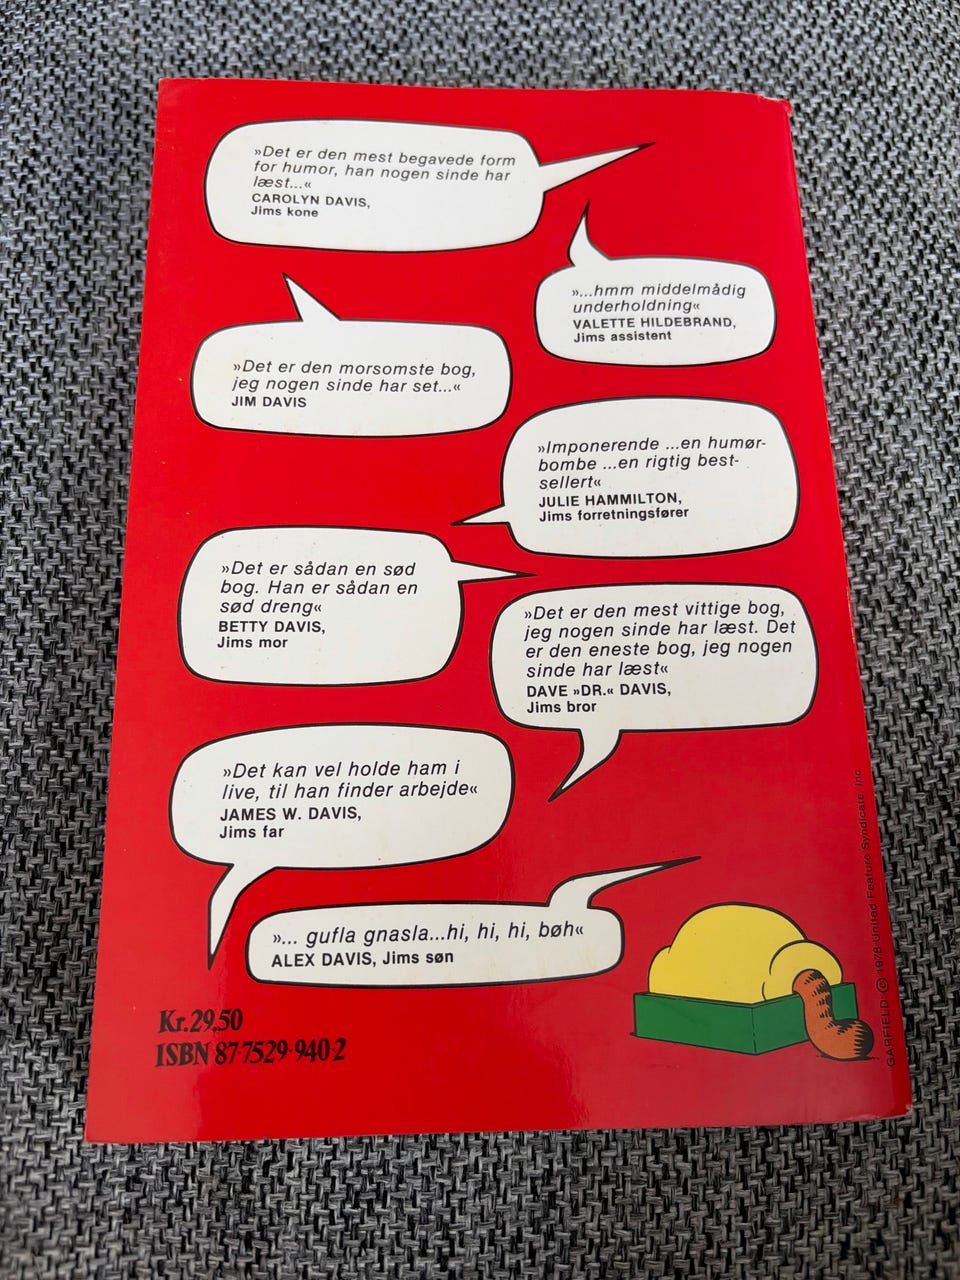 »Det er den mest begavede form
for humor, han nogen sinde har
læst...«
CAROLYN DAVIS,
Jims kone
»...hmm middelmådig
underholdning«
VALETTE HILDEBRAND,
Jims assistent
»Det er den morsomste bog,
jeg nogen sinde har set...«
JIM DAVIS
»Imponerende ...en humør-
bombe ...en rigtig best-
sellert«
JULIE HAMMILTON,
Jims forretningsfører
»Det er sådan en sød
bog. Han er sådan en
sød dreng«
BETTY DAVIS,
Jims mor
»Det er den mest vittige bog,
jeg nogen sinde har læst. Det
er den eneste bog, jeg nogen
sinde har læst«
DAVE »DR.« DAVIS,
Jims bror
»Det kan vel holde ham i
live, til han finder arbejde«
JAMES W. DAVIS,
Jims far
»... gufla gnasla...hi, hi, hi, bøh«
ALEX DAVIS, Jims søn
Kr. 29.50
ISBN 87-7529-940-2
GARFIELD: © 1978 United Feature Syndicate, Inc.